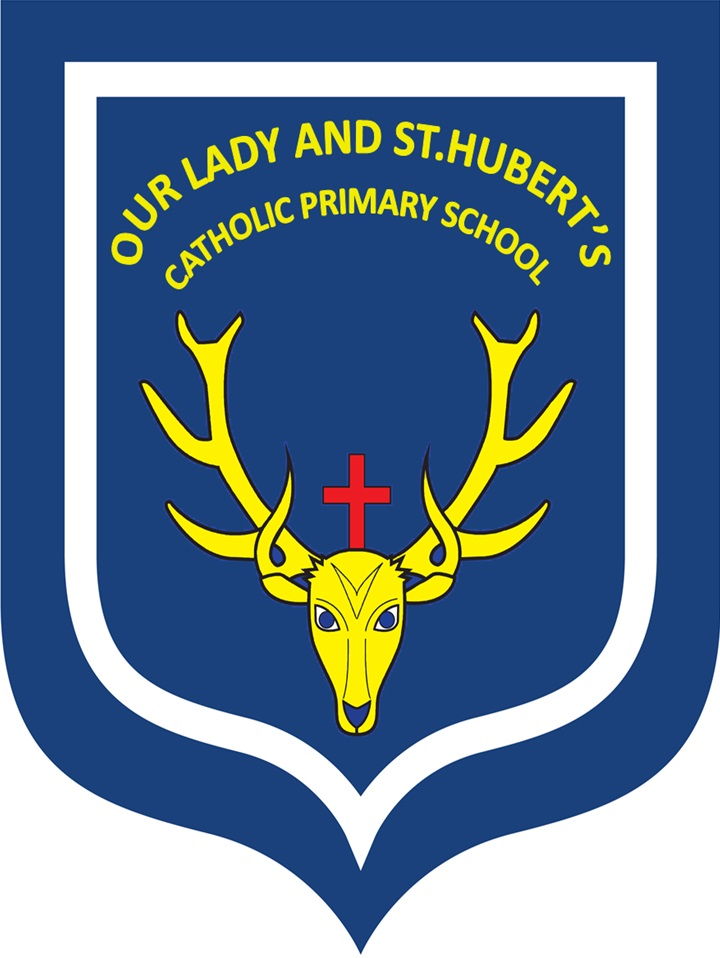 OUR LADY AND ST.HUBERT'S
CATHOLIC PRIMARY SCHOOL